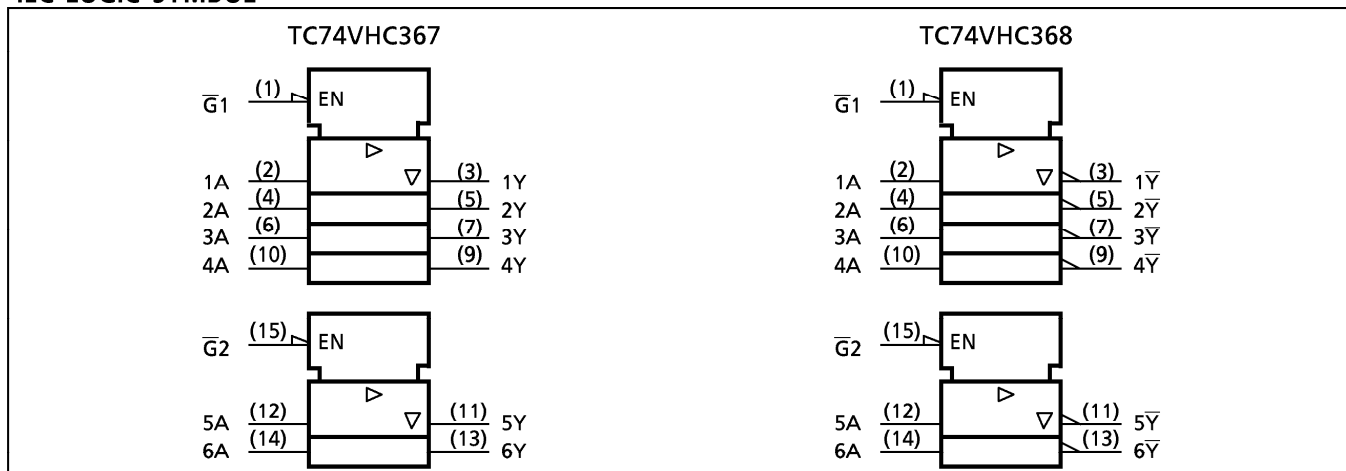 IEC LOGIC SYMBOL
TC74VHC367
G̅1 (1) EN
1A (2) (3) 1Y
2A (4) (5) 2Y
3A (6) (7) 3Y
4A (10) (9) 4Y
G̅2 (15) EN
5A (12) (11) 5Y
6A (14) (13) 6Y
TC74VHC368
G̅1 (1) EN
1A (2) (3) 1Y̅
2A (4) (5) 2Y̅
3A (6) (7) 3Y̅
4A (10) (9) 4Y̅
G̅2 (15) EN
5A (12) (11) 5Y̅
6A (14) (13) 6Y̅